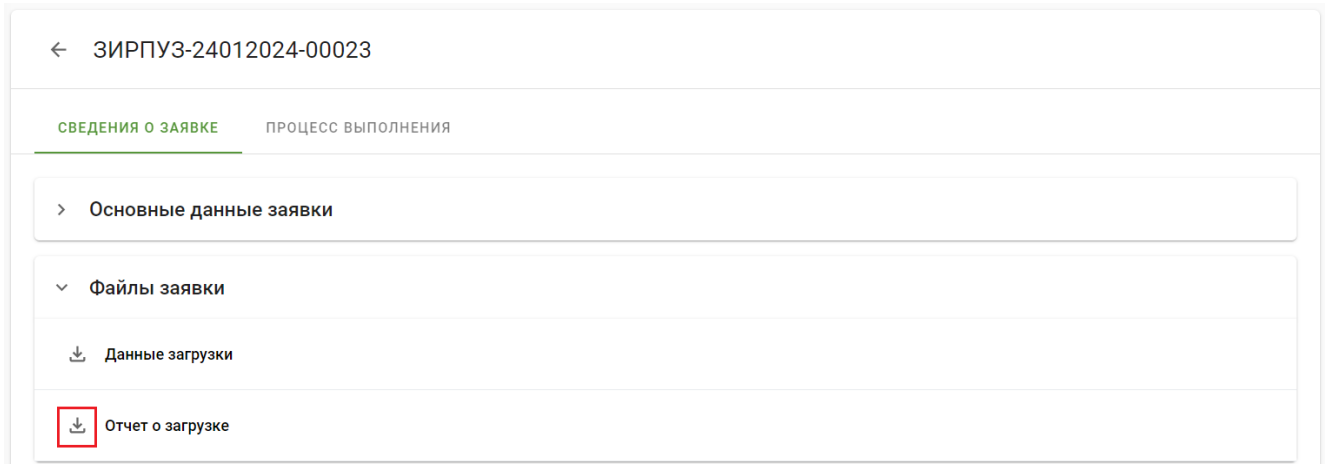 ЗИРПУЗ-24012024-00023
СВЕДЕНИЯ О ЗАЯВКЕ ПРОЦЕСС ВЫПОЛНЕНИЯ
Основные данные заявки
Файлы заявки
Данные загрузки
Отчет о загрузке